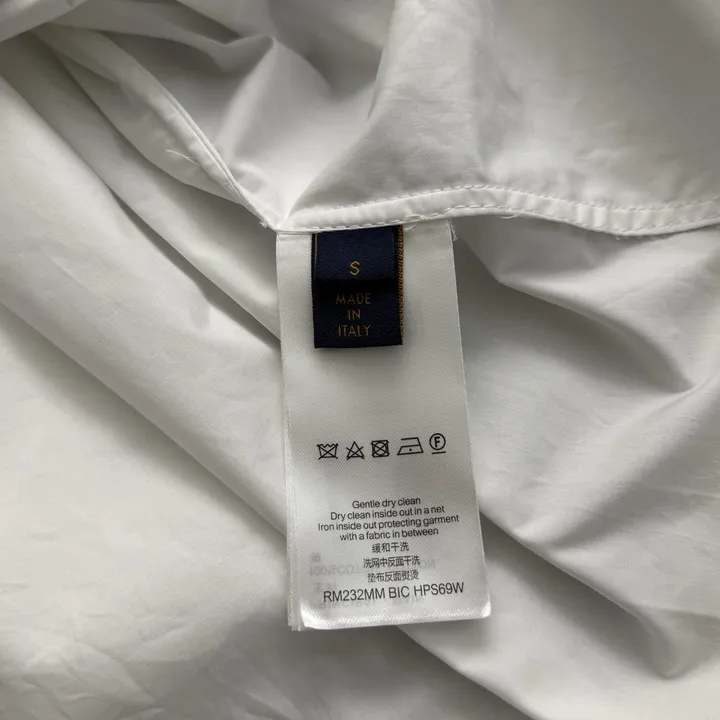 S
MADE
IN
ITALY
F
Gentle dry clean
Dry clean inside out in a net
Iron inside out protecting garment
with a fabric in between
缓和干洗
洗网中反面干洗
垫布反面熨烫
RM232MM BIC HPS69W